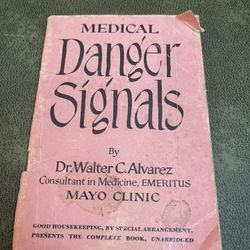 MEDICAL
Danger
Signals
By
Dr. Walter C. Alvarez
Consultant in Medicine, EMERITUS
MAYO CLINIC
GOOD HOUSEKEEPING, BY SPECIAL ARRANGEMENT,
PRESENTS THE COMPLETE BOOK, UNABRIDGED